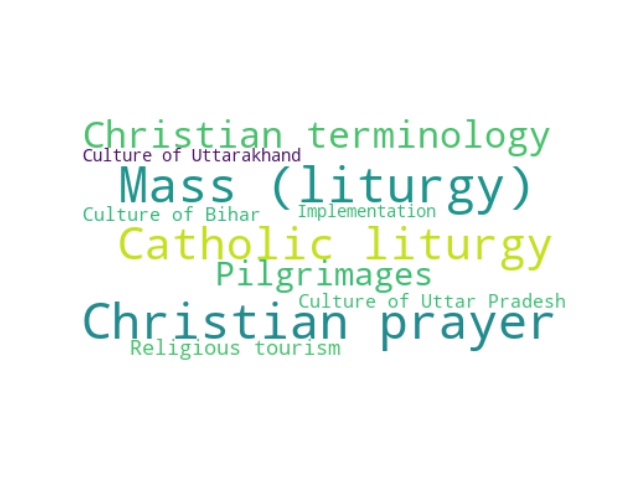 Christian terminology
Culture of Uttarakhand
Mass (liturgy)
Culture of Bihar
Implementation
Catholic liturgy
Pilgrimages
Culture of Uttar Pradesh
Christian prayer
Religious tourism